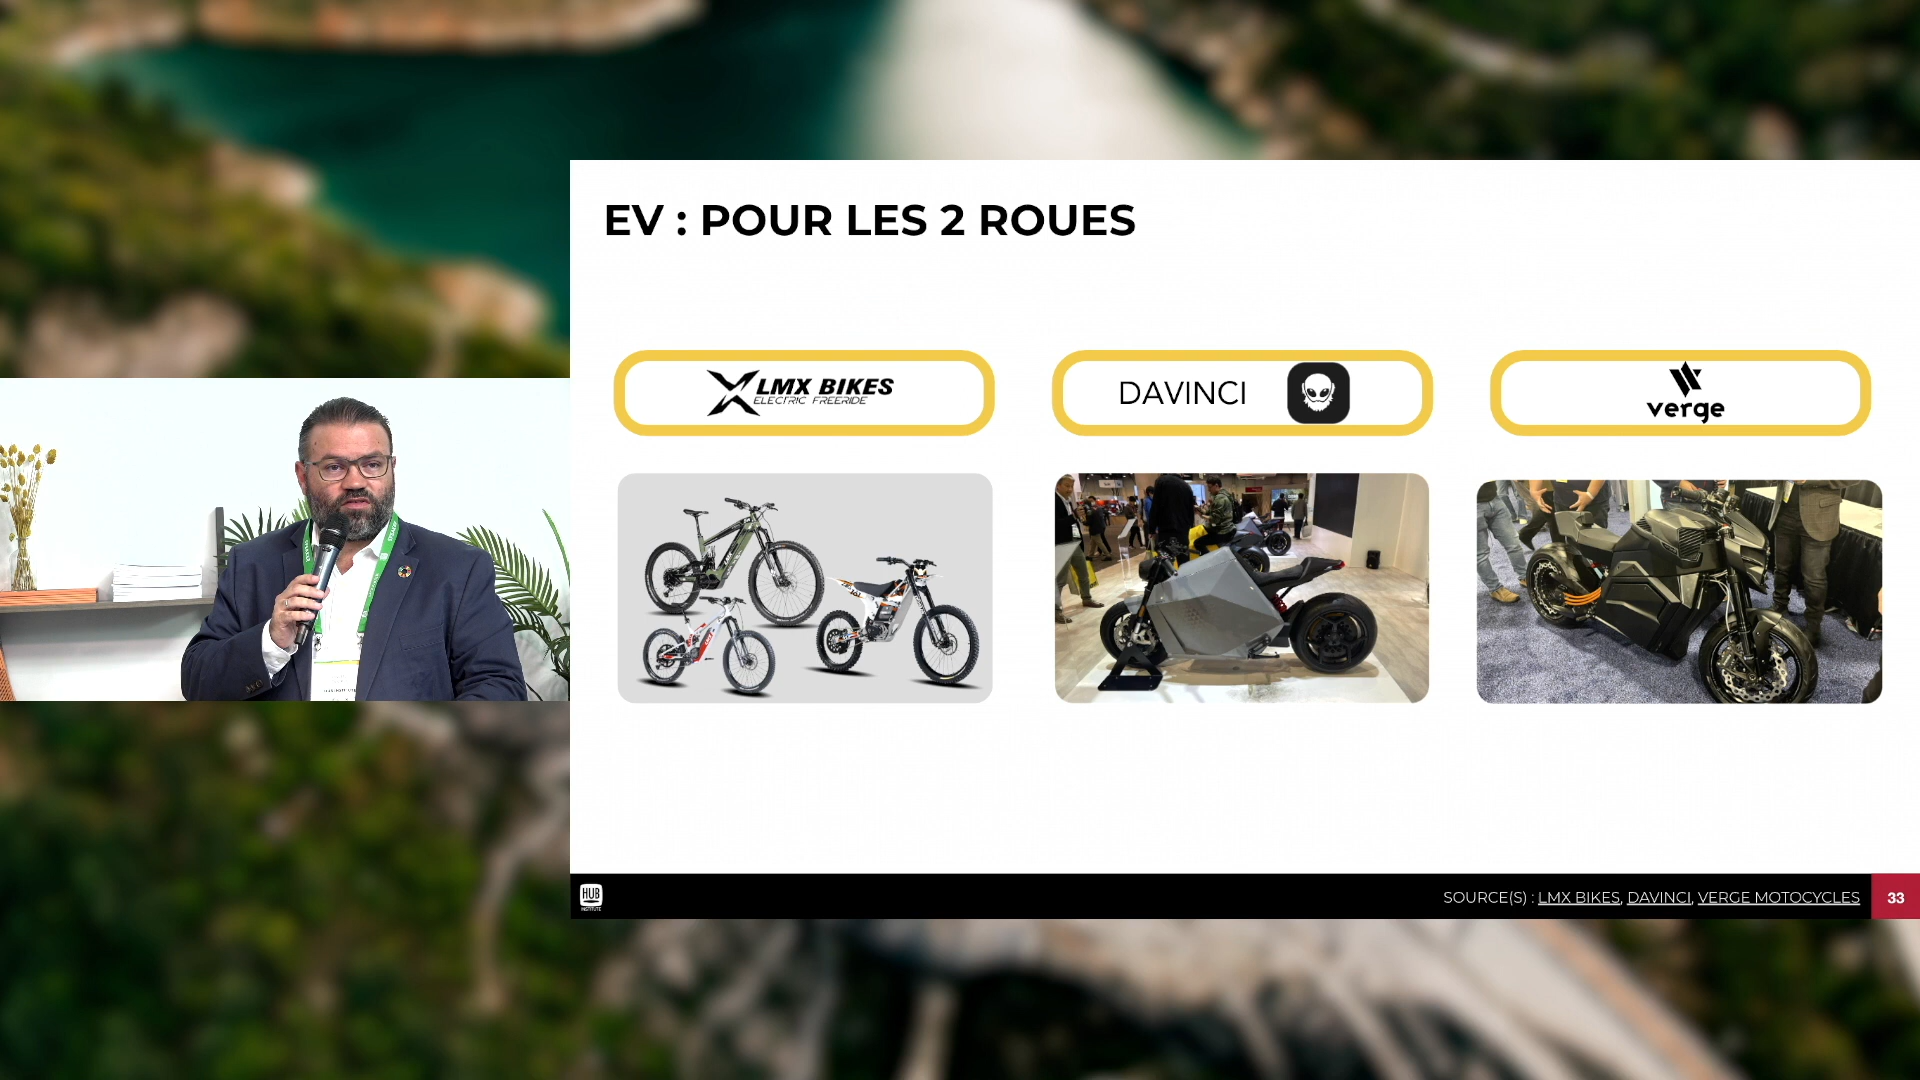 EV : POUR LES 2 ROUES
LMX BIKES
ELECTRIC FREERIDE
DAVINCI
verge
HUB
INSTITUTE
SOURCE(S) : LMX BIKES, DAVINCI, VERGE MOTOCYCLES
33